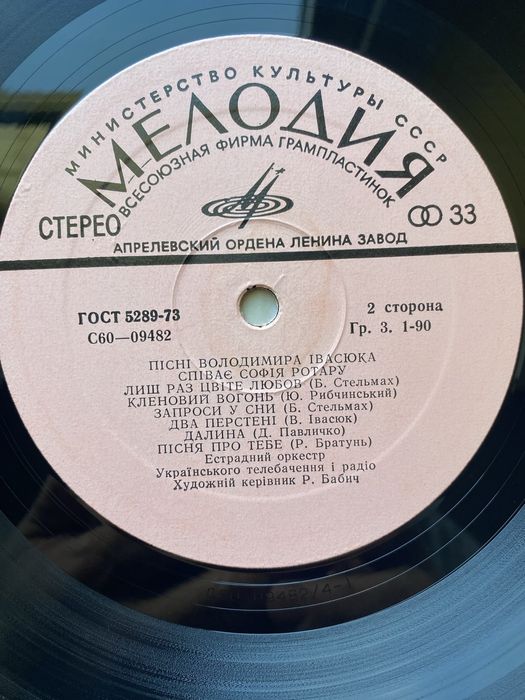 МИНИСТЕРСТВО КУЛЬТУРЫ СССР
МЕЛОДИЯ
ВСЕСОЮЗНАЯ ФИРМА ГРАМПЛАСТИНОК
СТЕРЕО
33
АПРЕЛЕВСКИЙ ОРДЕНА ЛЕНИНА ЗАВОД
ГОСТ 5289-73
2 сторона
С60—09482
Гр. 3. 1-90
ПІСНІ ВОЛОДИМИРА ІВАСЮКА
СПІВАЄ СОФІЯ РОТАРУ
ЛИШ РАЗ ЦВІТЕ ЛЮБОВ (Б. Стельмах)
КЛЕНОВИЙ ВОГОНЬ (Ю. Рибчинський)
ЗАПРОСИ У СНИ (Б. Стельмах)
ДВА ПЕРСТЕНІ (В. Івасюк)
ДАЛИНА (Д. Павличко)
ПІСНЯ ПРО ТЕБЕ (Р. Братунь)
Естрадний оркестр
Українського телебачення і радіо
Художній керівник Р. Бабич